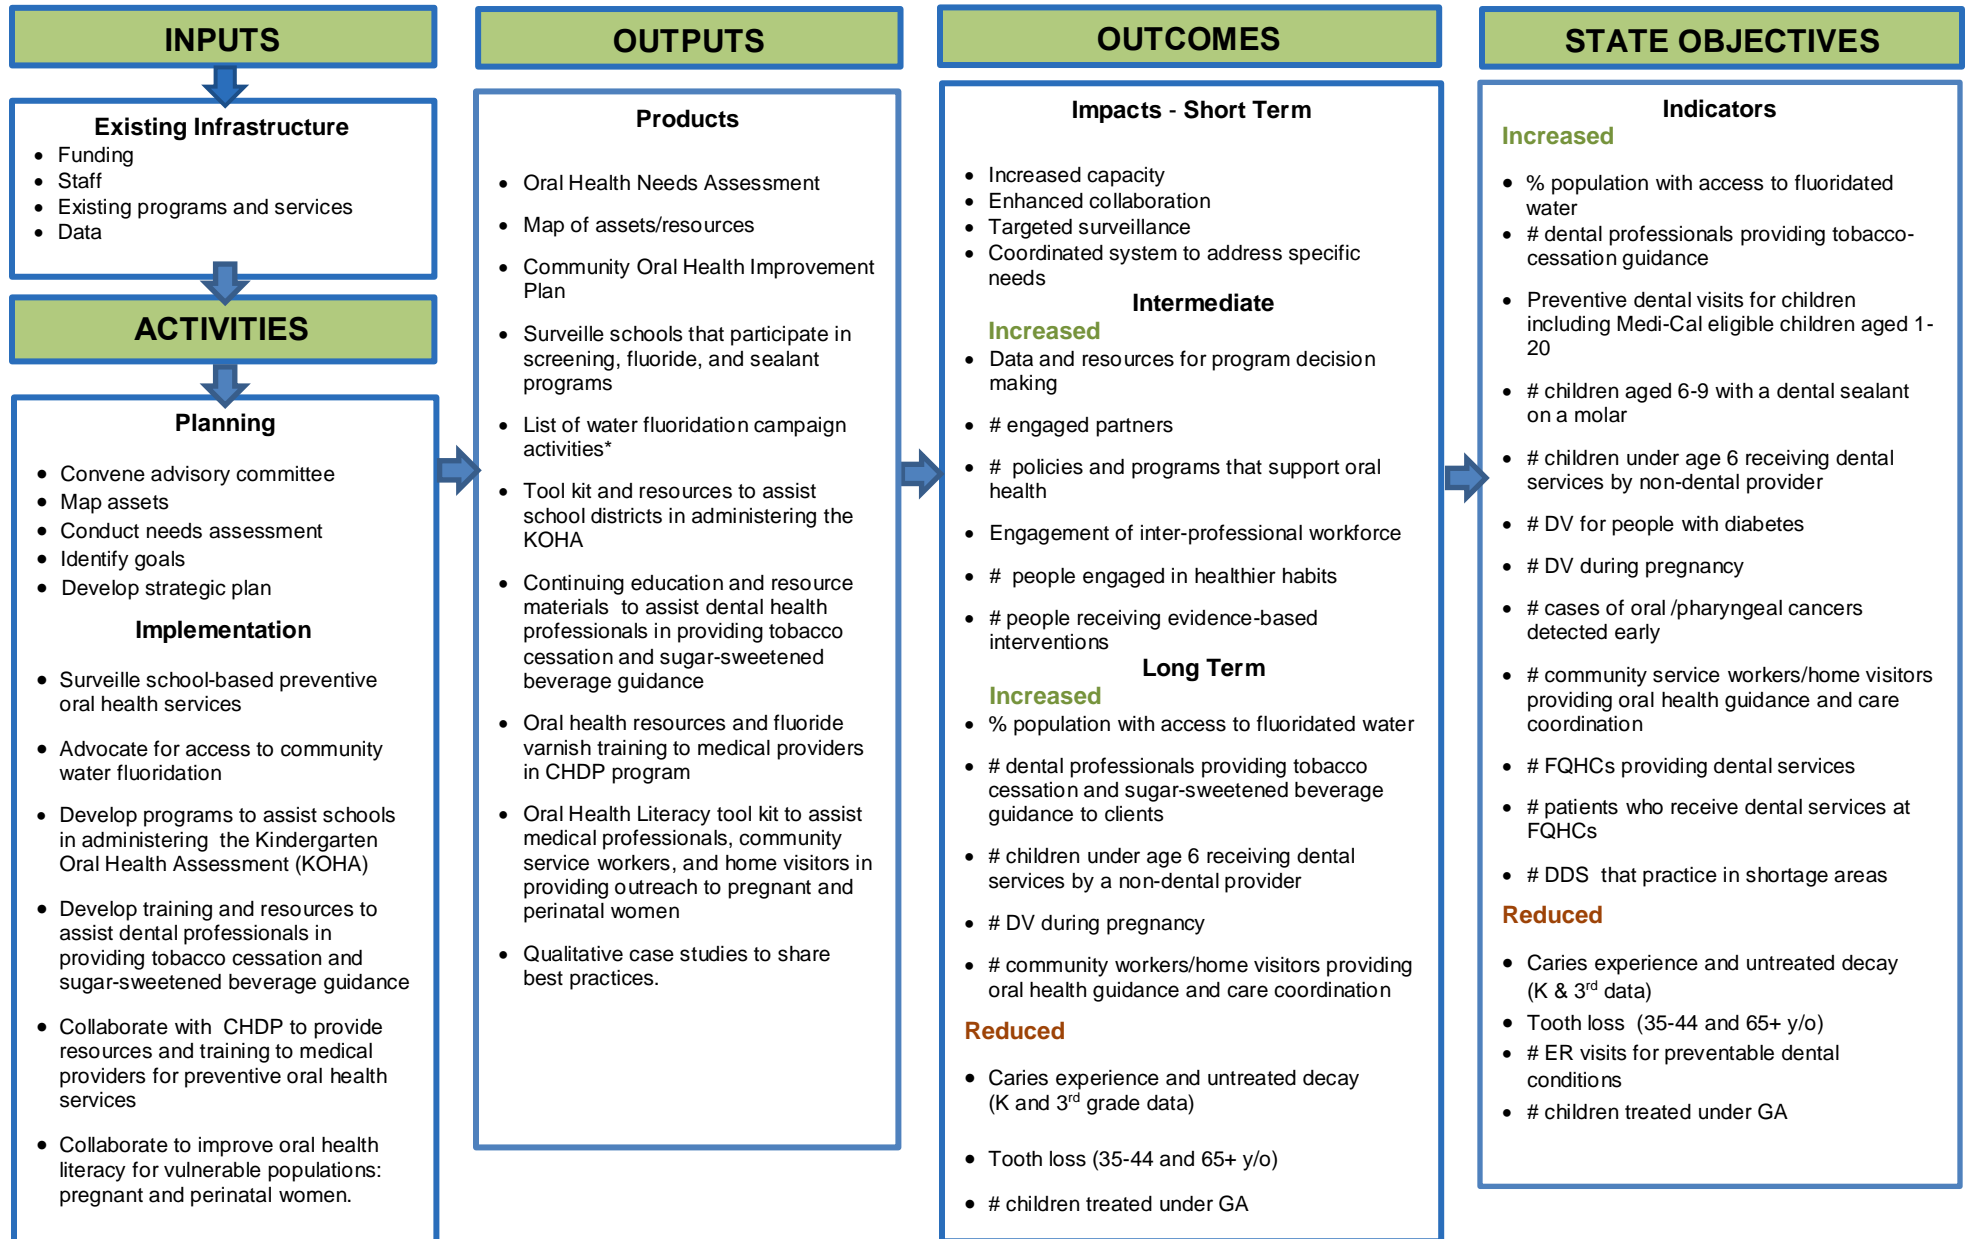 INPUTS
Existing Infrastructure
• Funding
• Staff
• Existing programs and services
• Data
ACTIVITIES
Planning
• Convene advisory committee
• Map assets
• Conduct needs assessment
• Identify goals
• Develop strategic plan
Implementation
• Surveille school-based preventive
oral health services
• Advocate for access to community
water fluoridation
• Develop programs to assist schools
in administering the Kindergarten
Oral Health Assessment (KOHA)
• Develop training and resources to
assist dental professionals in
providing tobacco cessation and
sugar-sweetened beverage guidance
• Collaborate with CHDP to provide
resources and training to medical
providers for preventive oral health
services
• Collaborate to improve oral health
literacy for vulnerable populations:
pregnant and perinatal women.
OUTPUTS
Products
• Oral Health Needs Assessment
• Map of assets/resources
• Community Oral Health Improvement
Plan
• Surveille schools that participate in
screening, fluoride, and sealant
programs
• List of water fluoridation campaign
activities*
• Tool kit and resources to assist
school districts in administering the
KOHA
• Continuing education and resource
materials to assist dental health
professionals in providing tobacco
cessation and sugar-sweetened
beverage guidance
• Oral health resources and fluoride
varnish training to medical providers
in CHDP program
• Oral Health Literacy tool kit to assist
medical professionals, community
service workers, and home visitors in
providing outreach to pregnant and
perinatal women
• Qualitative case studies to share
best practices.
OUTCOMES
Impacts - Short Term
• Increased capacity
• Enhanced collaboration
• Targeted surveillance
• Coordinated system to address specific
needs
Intermediate
Increased
• Data and resources for program decision
making
• # engaged partners
• # policies and programs that support oral
health
• Engagement of inter-professional workforce
• # people engaged in healthier habits
• # people receiving evidence-based
interventions
Long Term
Increased
• % population with access to fluoridated water
• # dental professionals providing tobacco
cessation and sugar-sweetened beverage
guidance to clients
• # children under age 6 receiving dental
services by a non-dental provider
• # DV during pregnancy
• # community workers/home visitors providing
oral health guidance and care coordination
Reduced
• Caries experience and untreated decay
(K and 3rd grade data)
• Tooth loss (35-44 and 65+ y/o)
• # children treated under GA
STATE OBJECTIVES
Indicators
Increased
• % population with access to fluoridated
water
• # dental professionals providing tobacco-
cessation guidance
• Preventive dental visits for children
including Medi-Cal eligible children aged 1-
20
• # children aged 6-9 with a dental sealant
on a molar
• # children under age 6 receiving dental
services by non-dental provider
• # DV for people with diabetes
• # DV during pregnancy
• # cases of oral /pharyngeal cancers
detected early
• # community service workers/home visitors
providing oral health guidance and care
coordination
• # FQHCs providing dental services
• # patients who receive dental services at
FQHCs
• # DDS that practice in shortage areas
Reduced
• Caries experience and untreated decay
(K & 3rd data)
• Tooth loss (35-44 and 65+ y/o)
• # ER visits for preventable dental
conditions
• # children treated under GA